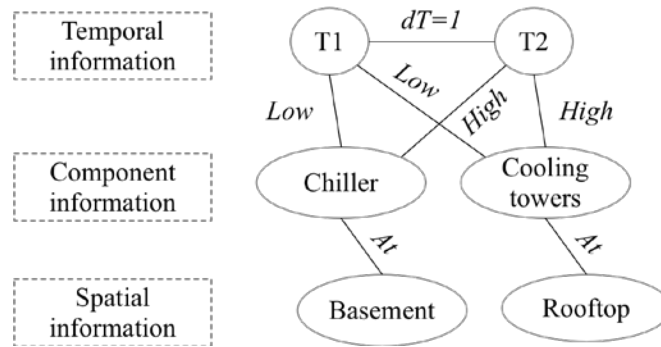 Temporal
information
T1
dT=1
T2
Low
Low
High
High
Component
information
Chiller
Cooling
towers
At
At
Spatial
information
Basement
Rooftop